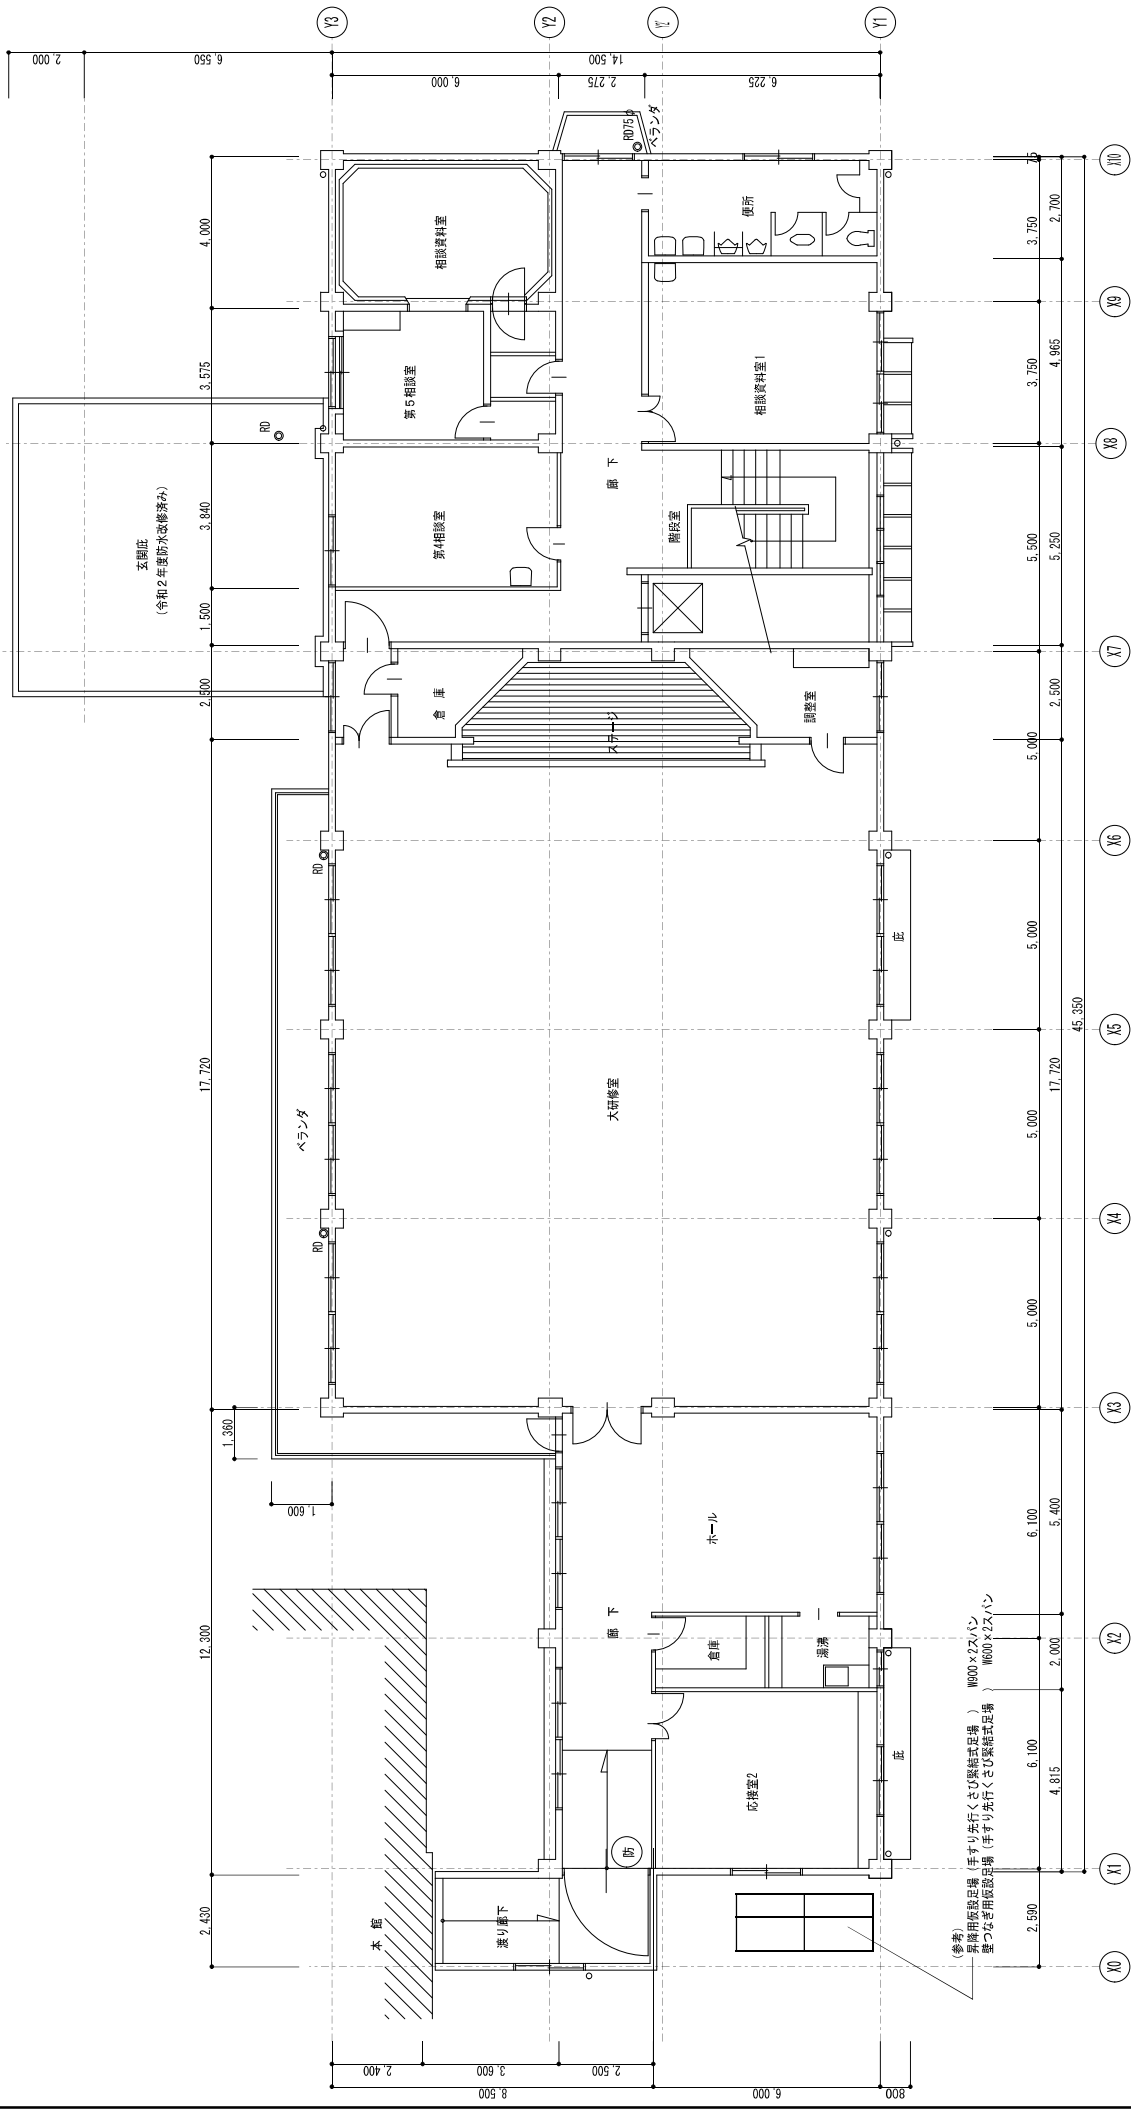 Y3
Y2
Y2'
Y1
2,000
6,550
14,500
6,000
2,275
6,225
4,000
3,575
3,840
1,500
2,500
17,720
1,360
12,300
2,430
1,600
玄関庇
(令和２年度防水改修済み)
RD
RD75φ
ベランダ
相談資料室
第５相談室
第4相談室
便所
相談資料室1
廊 下
階段室
倉 庫
ステージ
調整室
ベランダ
RD
RD
大研修室
庇
ホール
廊 下
倉庫
湯沸
応接室2
庇
防
渡り廊下
本 館
(参考)
昇降用仮設足場 (手すり先行くさび緊結式足場 ) W900×2スパン
壁つなぎ用仮設足場 (手すり先行くさび緊結式足場 ) W600×2スパン
75
3,750
3,750
5,500
5,000
5,000
5,000
5,000
6,100
6,100
2,590
2,700
4,965
5,250
2,500
17,720
5,400
2,000
4,815
45,350
X10
X9
X8
X7
X6
X5
X4
X3
X2
X1
X0
2,400
3,600
2,500
8,500
6,000
800